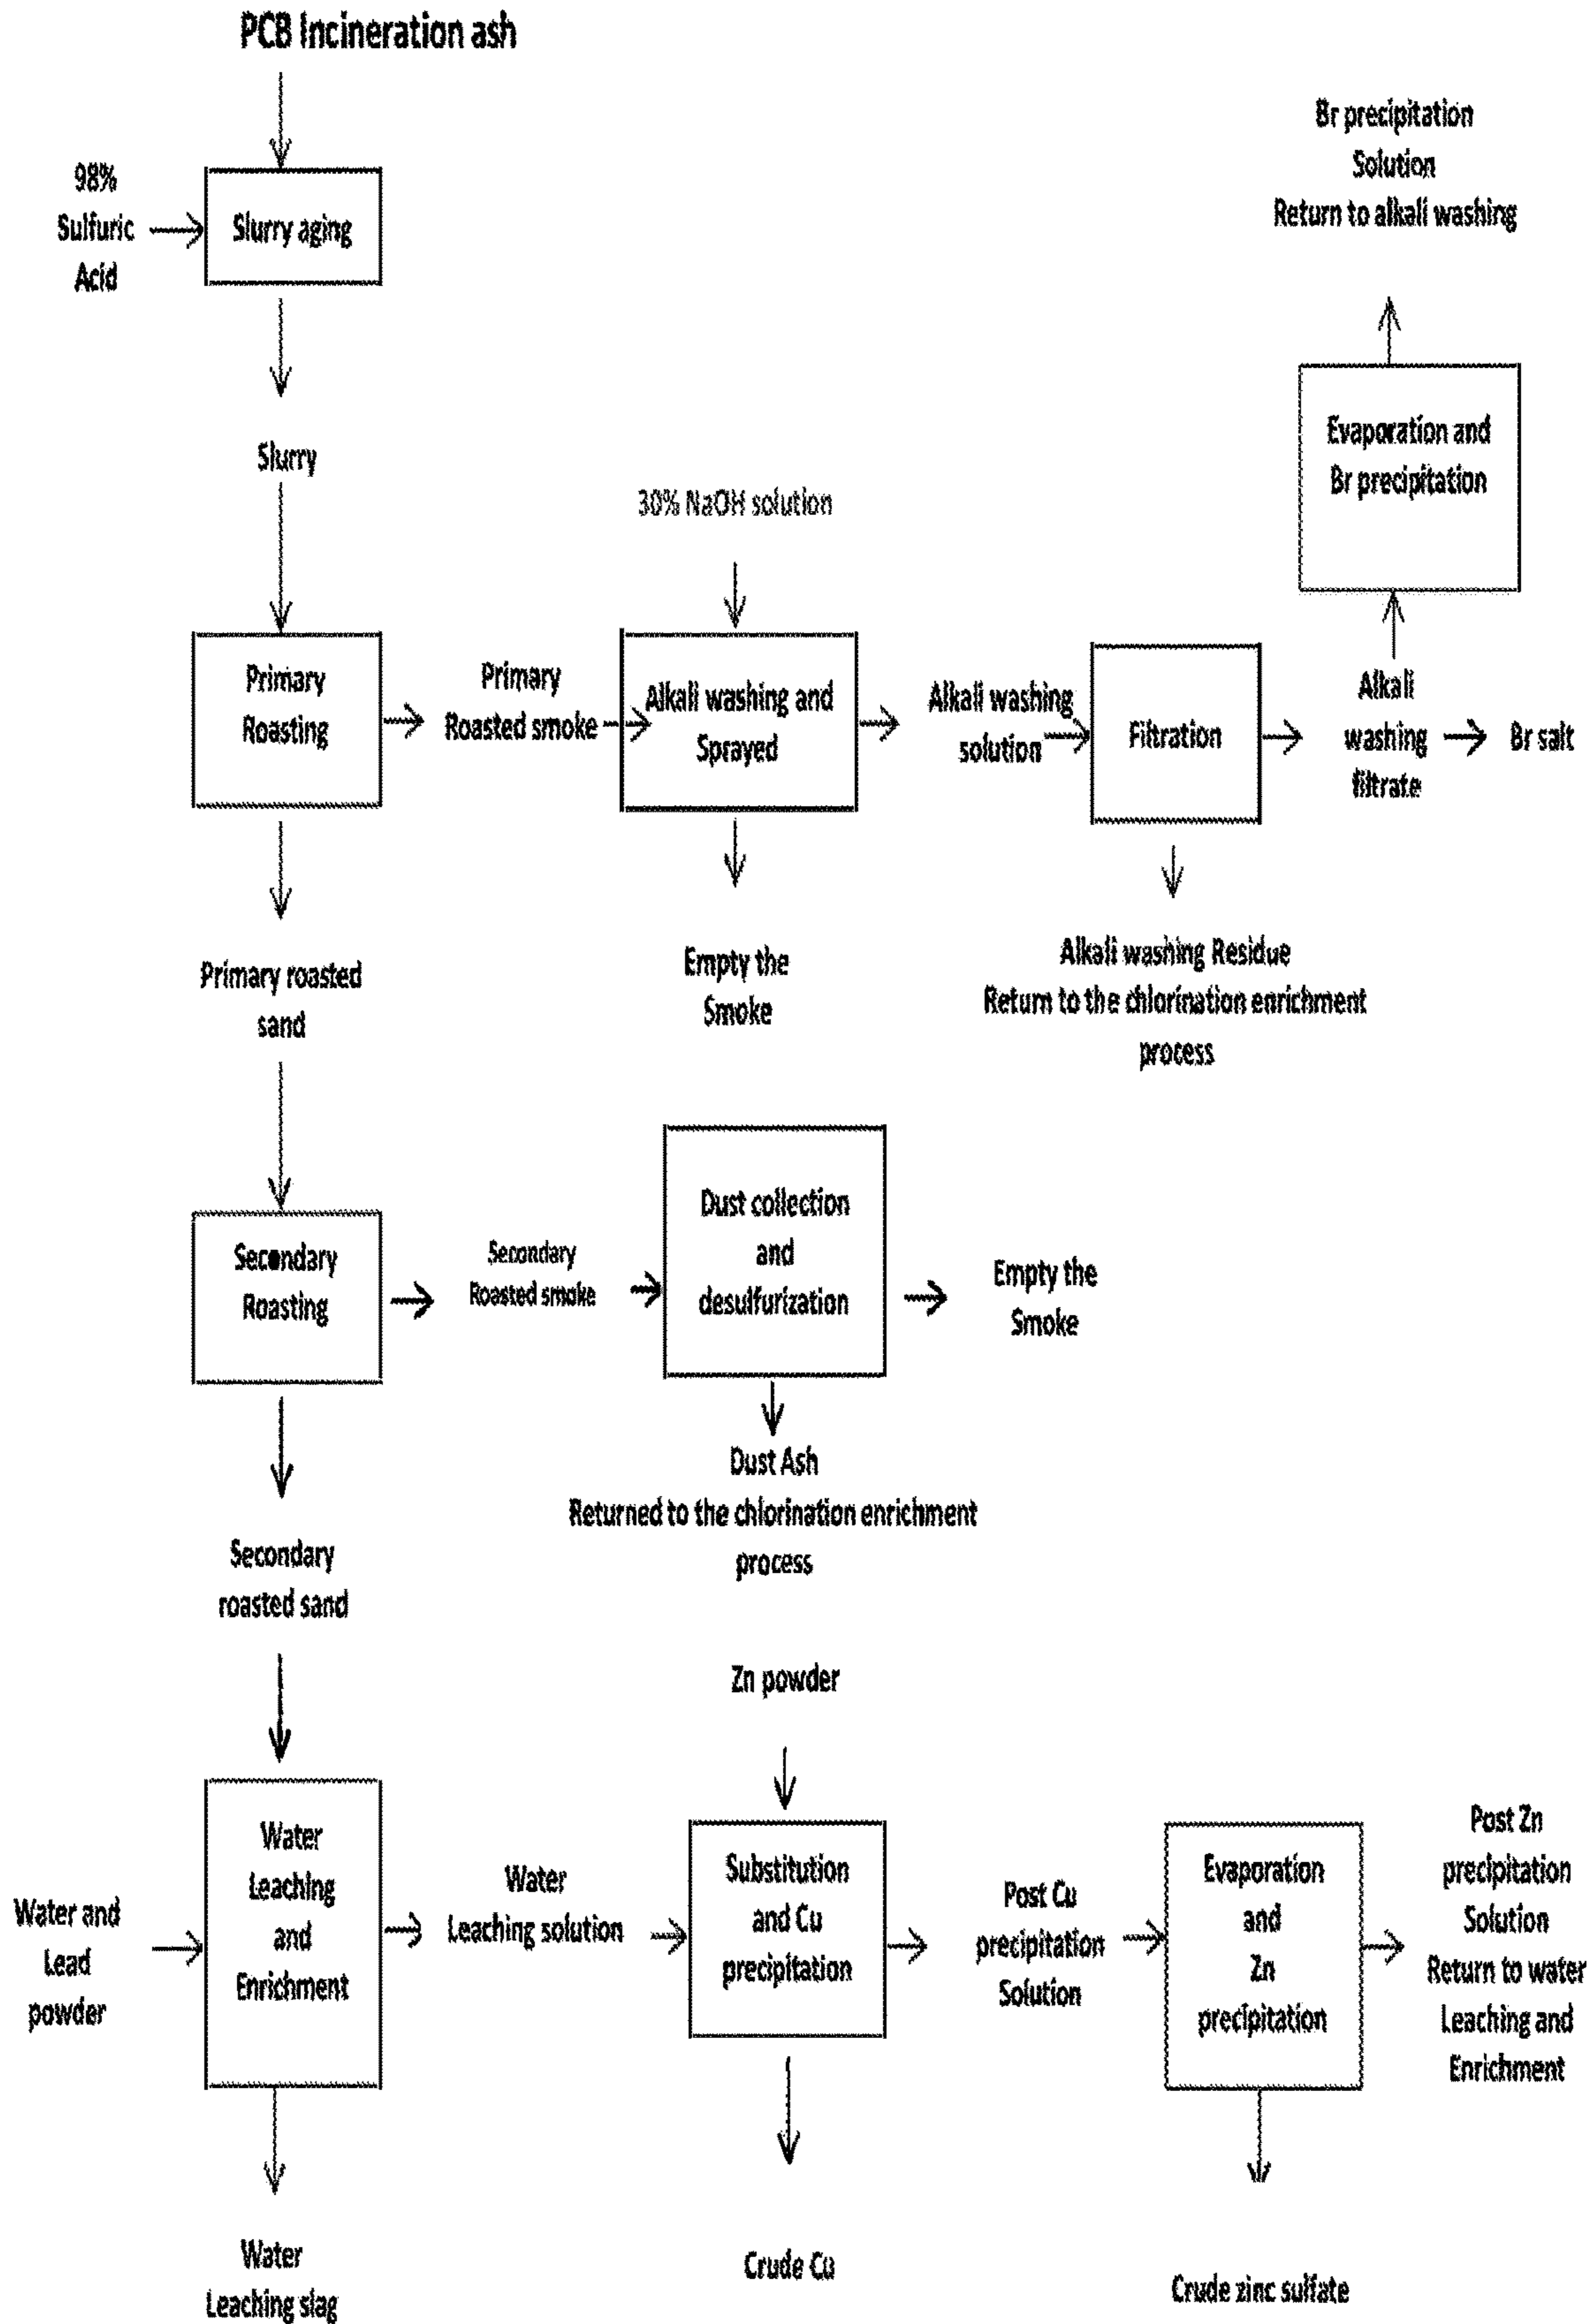 PCB Incineration ash
98%
Sulfuric
Acid
Slurry aging
Br precipitation
Solution
Return to alkali washing
Evaporation and
Br precipitation
Slurry
30% NaOH solution
Primary
Roasting
Primary
Roasted smoke
Alkali washing and
Sprayed
Alkali washing
solution
Filtration
Alkali
washing
filtrate
Br salt
Primary roasted
sand
Empty the
Smoke
Alkali washing Residue
Return to the chlorination enrichment
process
Secondary
Roasting
Secondary
Roasted smoke
Dust collection
and
desulfurization
Empty the
Smoke
Dust Ash
Returned to the chlorination enrichment
process
Secondary
roasted sand
Zn powder
Water and
Lead
powder
Water
Leaching
and
Enrichment
Water
Leaching solution
Substitution
and Cu
precipitation
Post Cu
precipitation
Solution
Evaporation
and
Zn
precipitation
Post Zn
precipitation
Solution
Return to water
Leaching and
Enrichment
Water
Leaching slag
Crude Cu
Crude zinc sulfate